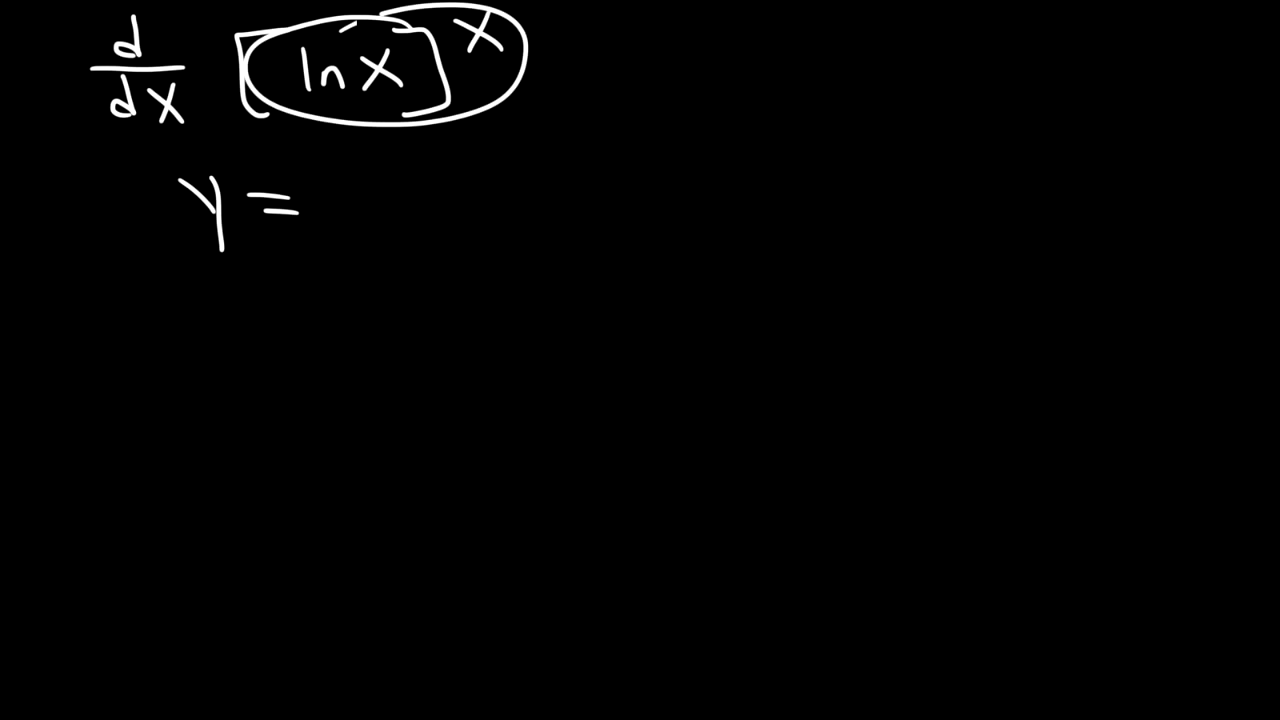 d/dx [ln x]^x
y =